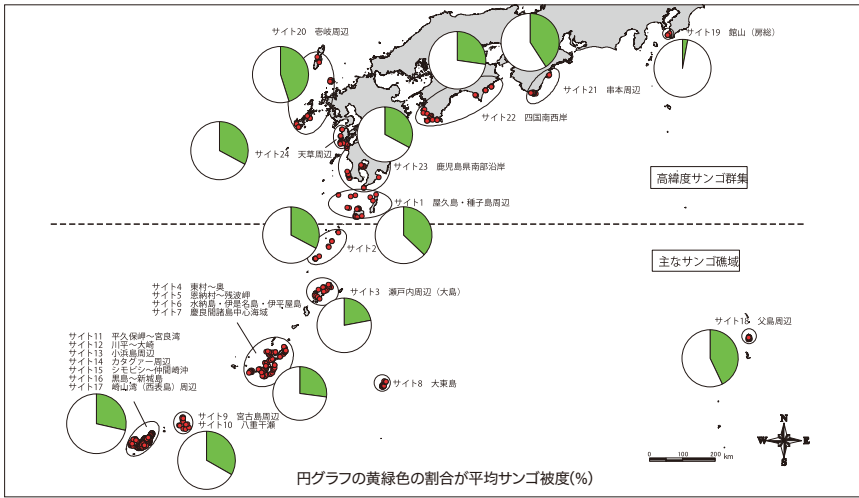 サイト20　壱岐周辺
サイト19　館山（房総）
サイト21　串本周辺
サイト22　四国南西岸
サイト24　天草周辺
サイト23　鹿児島県南部沿岸
高緯度サンゴ群集
サイト1　屋久島・種子島周辺
サイト2
主なサンゴ礁域
サイト4　東村〜奥
サイト5　恩納村〜残波岬
サイト6　水納島・伊是名島・伊平屋島
サイト7　慶良間諸島中心海域
サイト3　瀬戸内周辺（大島）
サイト18　父島周辺
サイト11　平久保岬〜宮良湾
サイト12　川平〜大崎
サイト13　小浜島周辺
サイト14　カタグァー周辺
サイト15　シモビシ〜仲間崎沖
サイト16　黒島〜新城島
サイト17　崎山湾（西表島）周辺
サイト8　大東島
サイト9　宮古島周辺
サイト10　八重干瀬
N
W E
S
0 50 100 200
km
円グラフの黄緑色の割合が平均サンゴ被度(%)